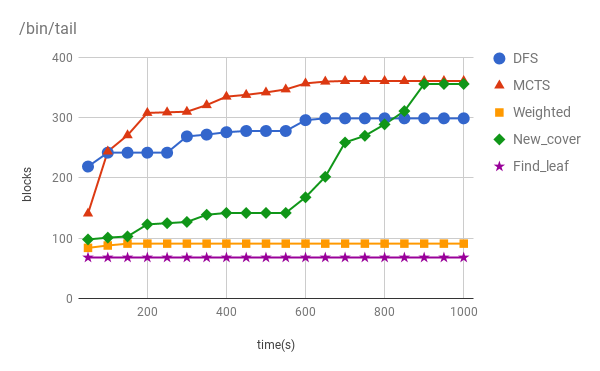 /bin/tail
400
300
200
100
0
blocks
200
400
600
800
1000
time(s)
DFS
MCTS
Weighted
New_cover
Find_leaf